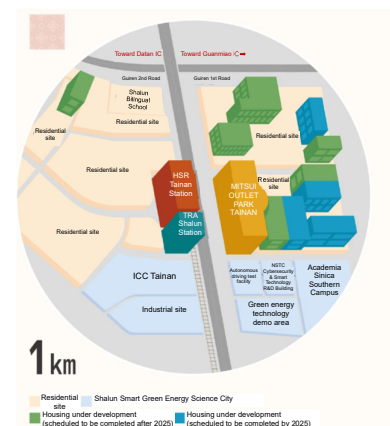 Toward Datan IC
Toward Guanmiao IC
Guiren 2nd Road
Guiren 1st Road
Shalun
Bilingual
School
Residential
site
Residential site
Residential site
Residential site
HSR
Tainan
Station
MITSUI
OUTLET
PARK
TAINAN
Residential
site
Residential site
TRA
Shalun
Station
ICC Tainan
Autonomous
driving test
facility
NSTC
Cybersecurity
& Smart
Technology
R&D Building
Academia
Sinica
Southern
Campus
Industrial site
Green energy
technology
demo area
1km
Residential
site
Shalun Smart Green Energy Science City
Housing under development
(scheduled to be completed after 2025)
Housing under development
(scheduled to be completed by 2025)